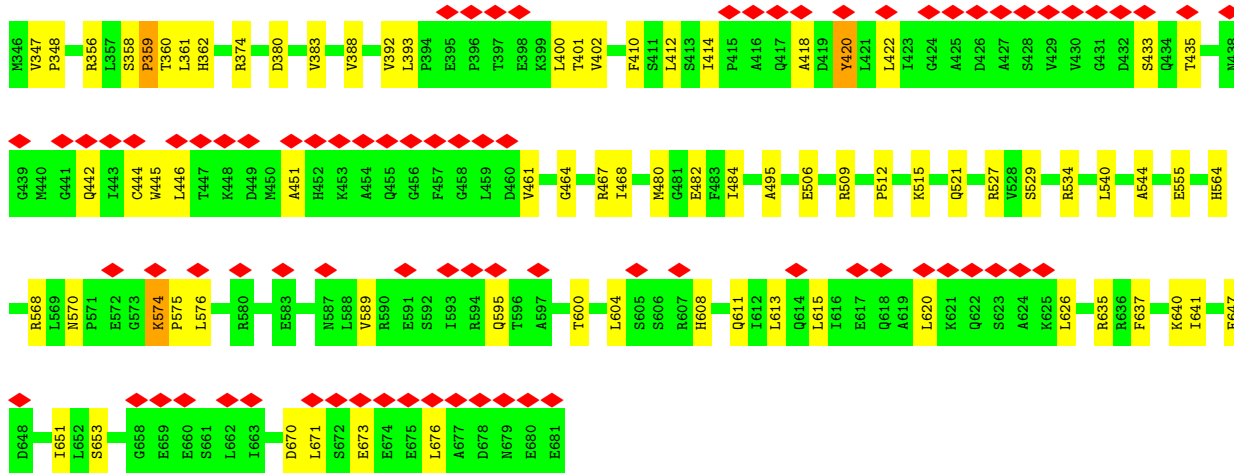 M346 V347 P348 R356 L357 S358 P359 T360 L361 H362 R374 D380 V383 V388 V392 L393 P394 E395 P396 T397 E398 K399 L400 T401 V402 F410 S411 L412 S413 I414 P415 A416 Q417 A418 D419 Y420 L421 L422 I423 G424 A425 D426 A427 S428 V429 V430 G431 D432 S433 Q434 T435 N438
G439 M440 G441 Q442 I443 C444 W445 L446 T447 K448 D449 M450 A451 H452 K453 A454 Q455 G456 F457 G458 L459 D460 V461 G464 R467 I468 M480 G481 E482 F483 I484 A495 E506 R509 P512 K515 Q521 R527 V528 S529 R534 L540 A544 E555 H564
R568 L569 N570 P571 E572 G573 K574 P575 L576 R580 E583 N587 L588 V589 R590 E591 S592 I593 R594 Q595 T596 A597 T600 L604 S605 S606 R607 H608 Q611 I612 L613 Q614 L615 I616 E617 Q618 A619 L620 K621 Q622 S623 A624 K625 L626 R635 R636 F637 K640 I641
D648 I651 L652 S653 G658 E659 E660 S661 L662 I663 D670 L671 S672 E673 E674 E675 L676 A677 D678 N679 E680 E681